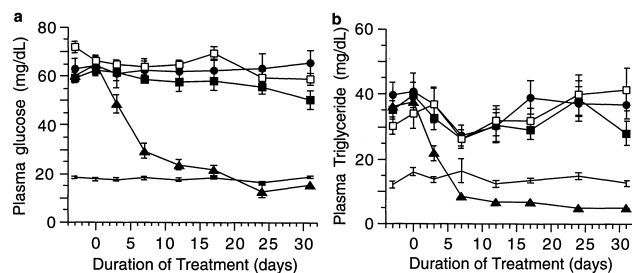 a
80
60
40
20
0
Plasma glucose (mg/dL)
0 5 10 15 20 25 30
Duration of Treatment (days)
b
60
40
20
0
Plasma Triglyceride (mg/dL)
0 5 10 15 20 25 30
Duration of Treatment (days)